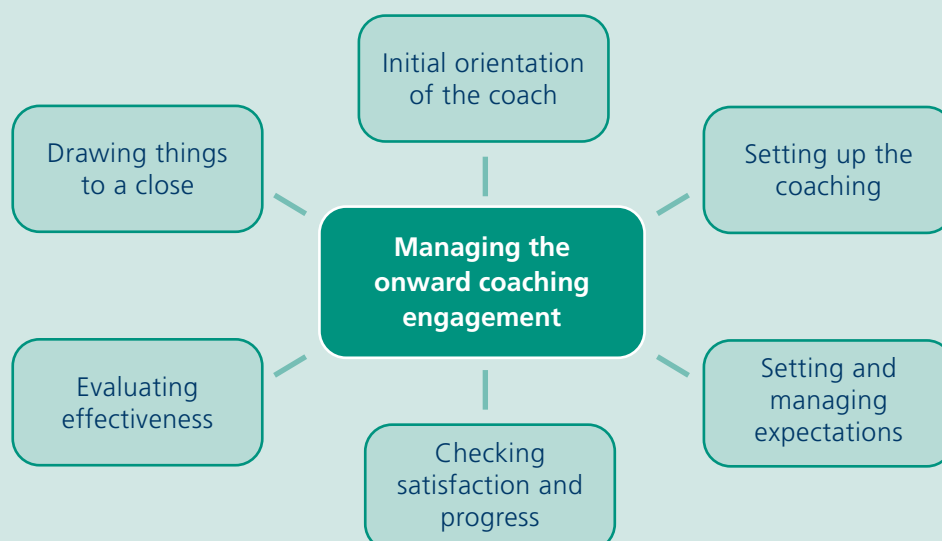 Initial orientation
of the coach
Setting up the
coaching
Setting and
managing
expectations
Checking
satisfaction and
progress
Evaluating
effectiveness
Drawing things
to a close
Managing the
onward coaching
engagement